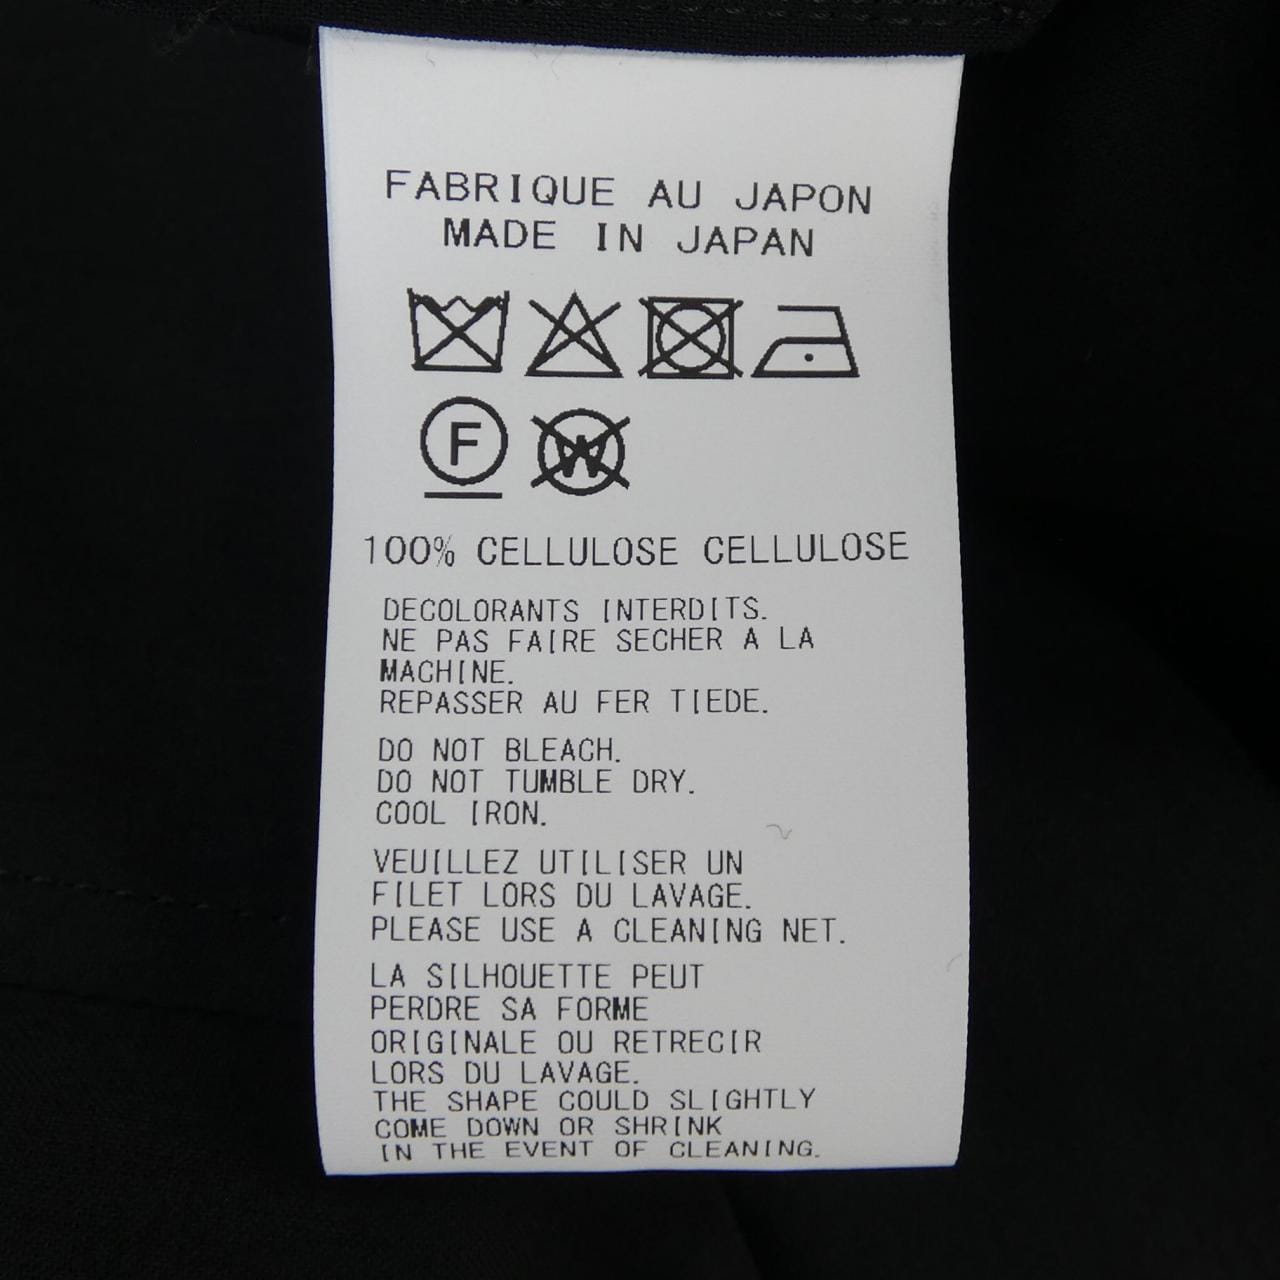 FABRIQUE AU JAPON
MADE IN JAPAN
F W
100% CELLULOSE CELLULOSE
DECOLORANTS INTERDITS.
NE PAS FAIRE SECHER A LA
MACHINE.
REPASSER AU FER TIEDE.
DO NOT BLEACH.
DO NOT TUMBLE DRY.
COOL IRON.
VEUILLEZ UTILISER UN
FILET LORS DU LAVAGE.
PLEASE USE A CLEANING NET.
LA SILHOUETTE PEUT
PERDRE SA FORME
ORIGINALE OU RETRECIR
LORS DU LAVAGE.
THE SHAPE COULD SLIGHTLY
COME DOWN OR SHRINK
IN THE EVENT OF CLEANING.